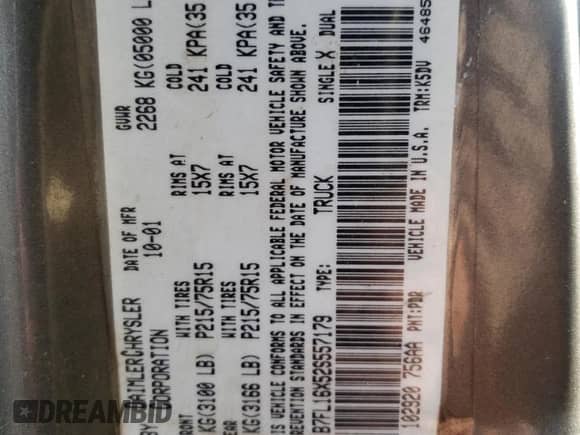 DAIMLERCHRYSLER DATE OF MFR GVWR
BY CORPORATION 10-01 2268 KG(05000 L
RONT WITH TIRES RIMS AT COLD
KG(3100 LB) P215/75R15 15X7 241 KPA(35
EAR WITH TIRES RIMS AT COLD
KG(3166 LB) P215/75R15 15X7 241 KPA(35
IS VEHICLE CONFORMS TO ALL APPLICABLE FEDERAL MOTOR VEHICLE SAFETY AND T
REVENTION STANDARDS IN EFFECT ON THE DATE OF MANUFACTURE SHOWN ABOVE.
B7FL16X52S557179 TRUCK SINGLE X DUAL
102920 756AA 46485
PNT:PDR VEHICLE MADE IN U.S.A. TRM:K5DV
DREAMBID